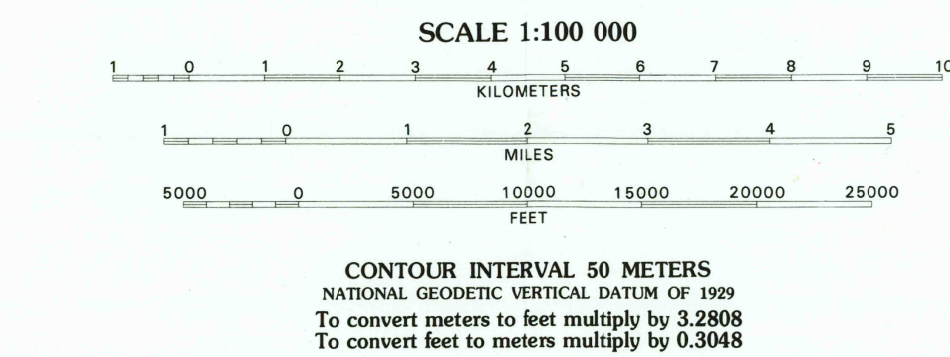 SCALE 1:100 000
1 0 1 2 3 4 5 6 7 8 9 10
KILOMETERS
1 0 1 2 3 4 5
MILES
5000 0 5000 10000 15000 20000 25000
FEET
CONTOUR INTERVAL 50 METERS
NATIONAL GEODETIC VERTICAL DATUM OF 1929
To convert meters to feet multiply by 3.2808
To convert feet to meters multiply by 0.3048